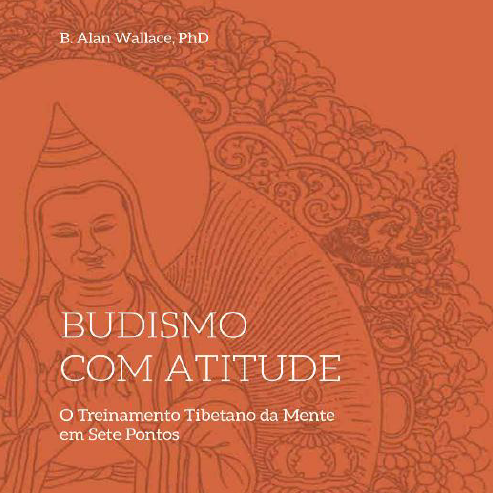 B. Alan Wallace, PhD
BUDISMO
COM ATITUDE
O Treinamento Tibetano da Mente
em Sete Pontos